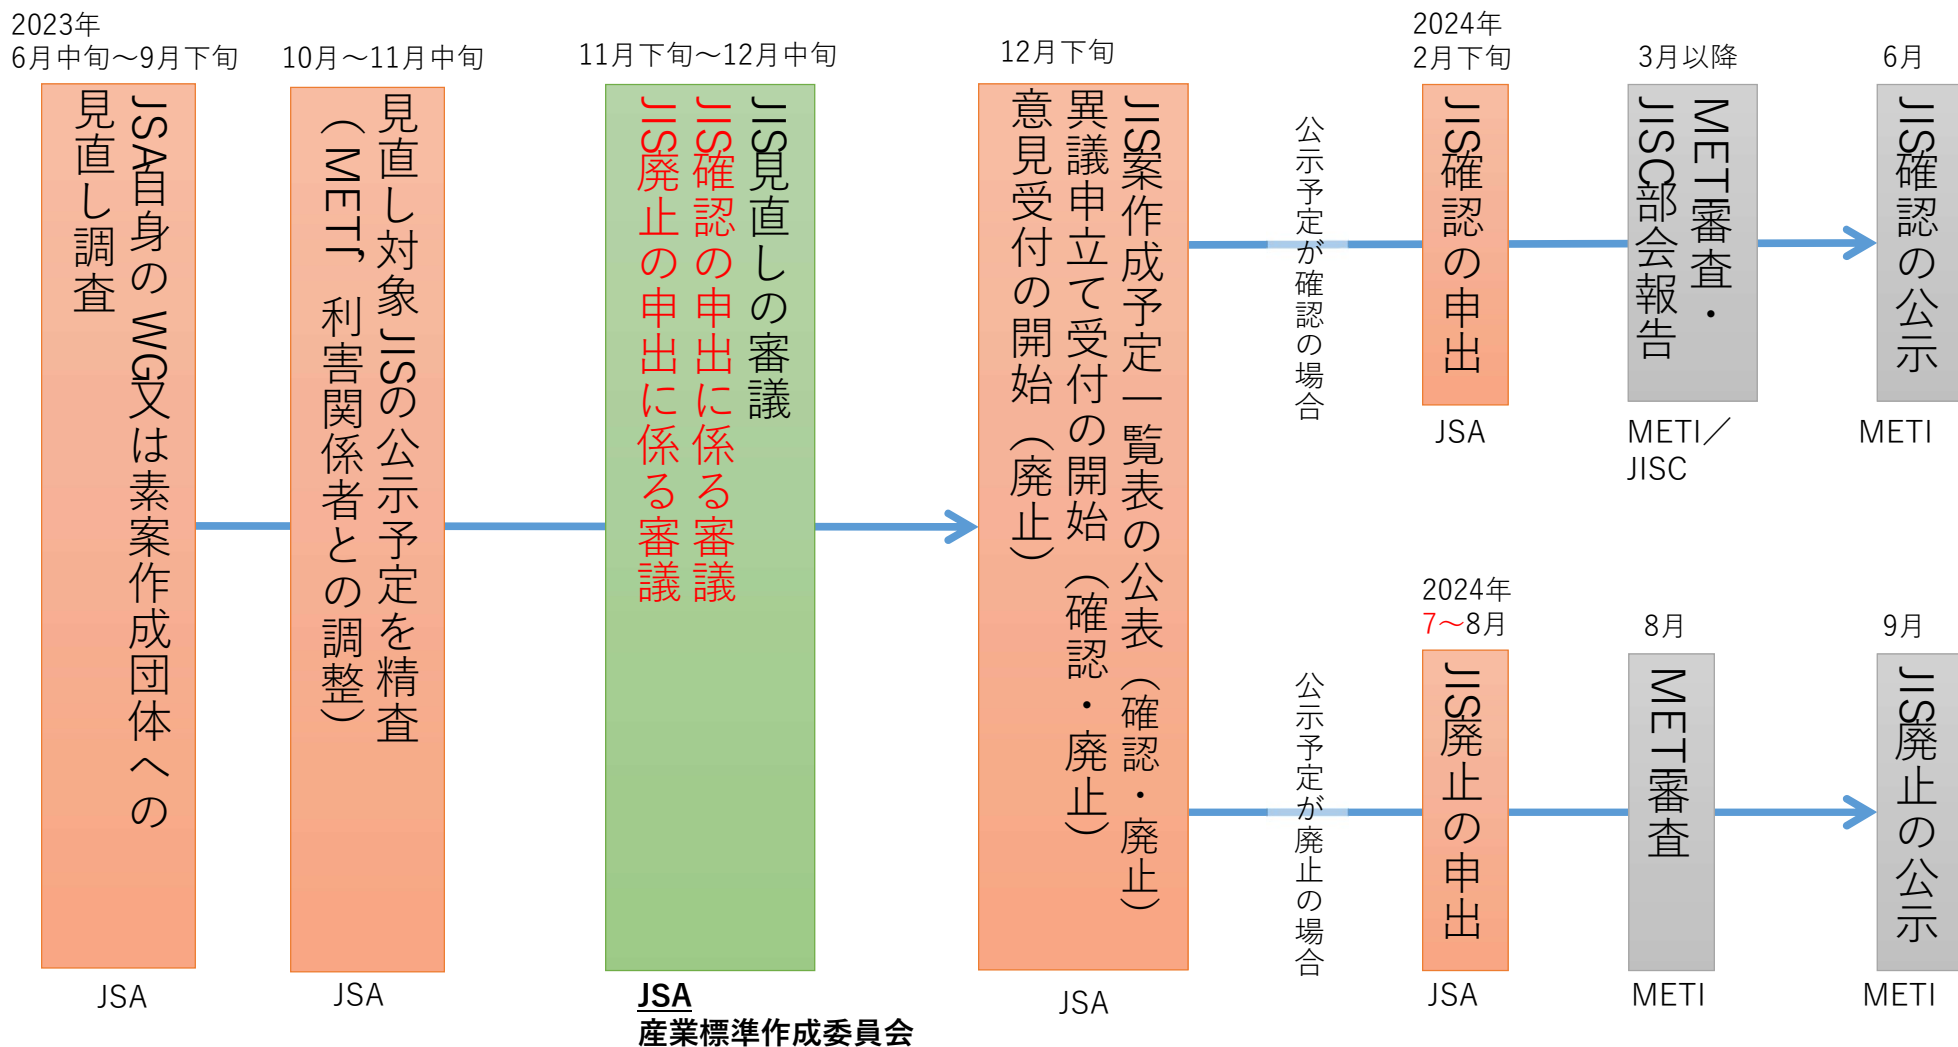 2023年
6月中旬～9月下旬
JSA自身の WG又は素案作成団体への
見直し調査
JSA
10月～11月中旬
見直し対象 JISの公示予定を精査
（METI、利害関係者との調整）
JSA
11月下旬～12月中旬
JIS見直しの審議
JIS確認の申出に係る審議
JIS廃止の申出に係る審議
JSA
産業標準作成委員会
12月下旬
JIS案作成予定一覧表の公表（確認・廃止）
異議申立て受付の開始（確認・廃止）
意見受付の開始（廃止）
JSA
公示予定が確認の場合
2024年
2月下旬
JIS確認の申出
JSA
3月以降
METI審査・
JISC部会報告
METI／
JISC
6月
JIS確認の公示
METI
公示予定が廃止の場合
2024年
7～8月
JIS廃止の申出
JSA
8月
METI審査
METI
9月
JIS廃止の公示
METI